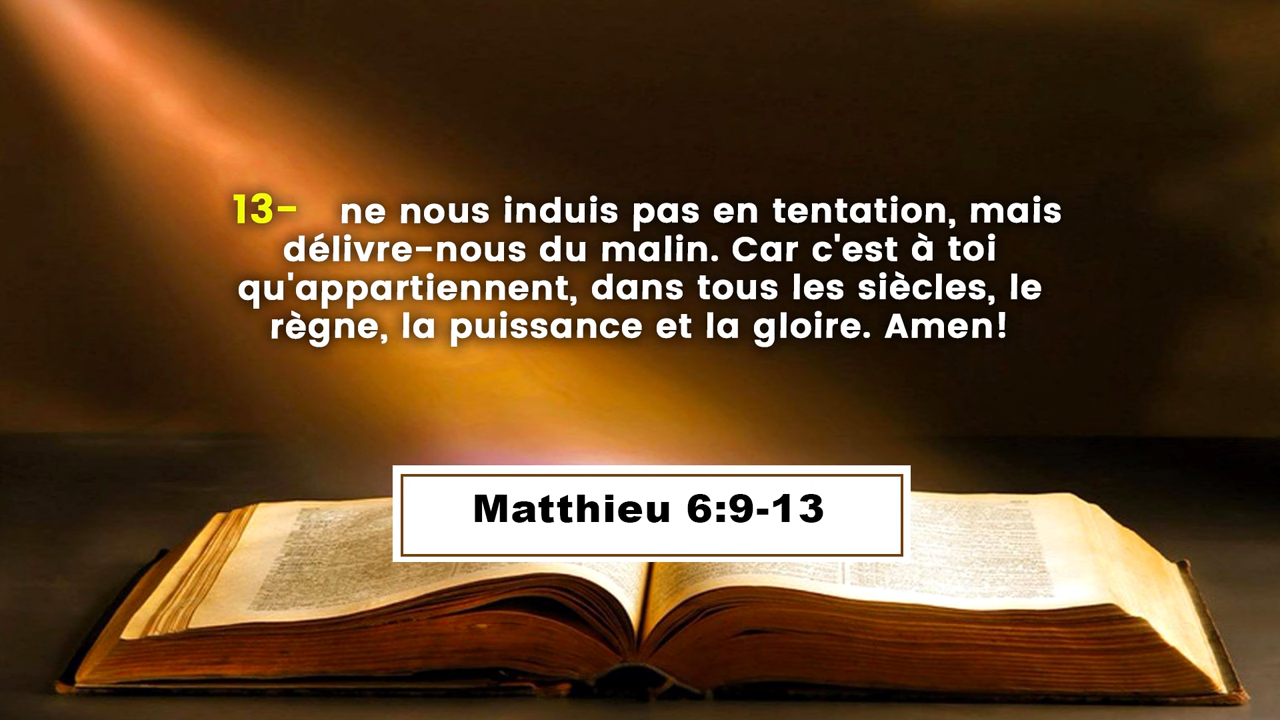 13- ne nous induis pas en tentation, mais
délivre-nous du malin. Car c'est à toi
qu'appartiennent, dans tous les siècles, le
règne, la puissance et la gloire. Amen!
Matthieu 6:9-13